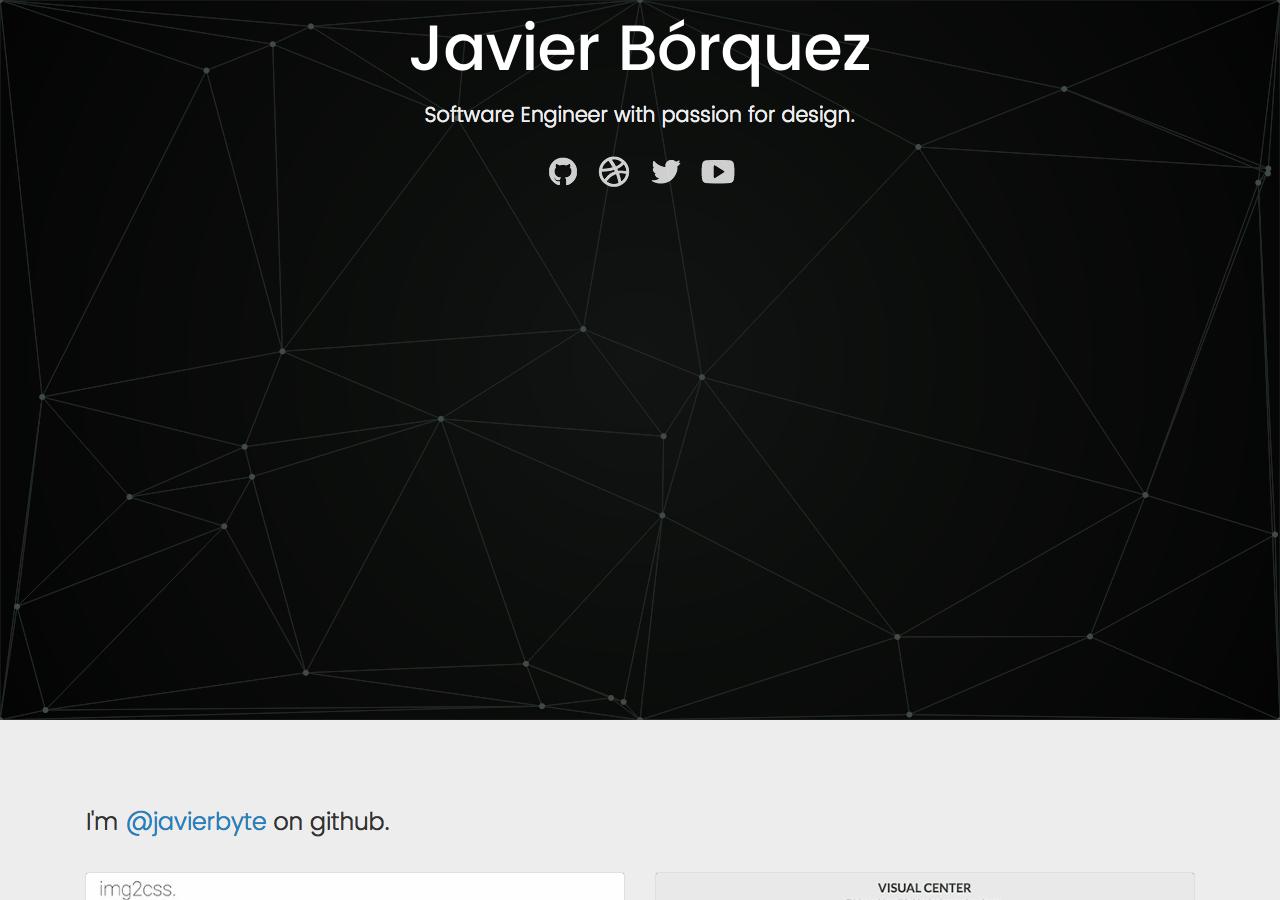 Javier Bórquez
Software Engineer with passion for design.
I'm @javierbyte on github.
img2css.
VISUAL CENTER